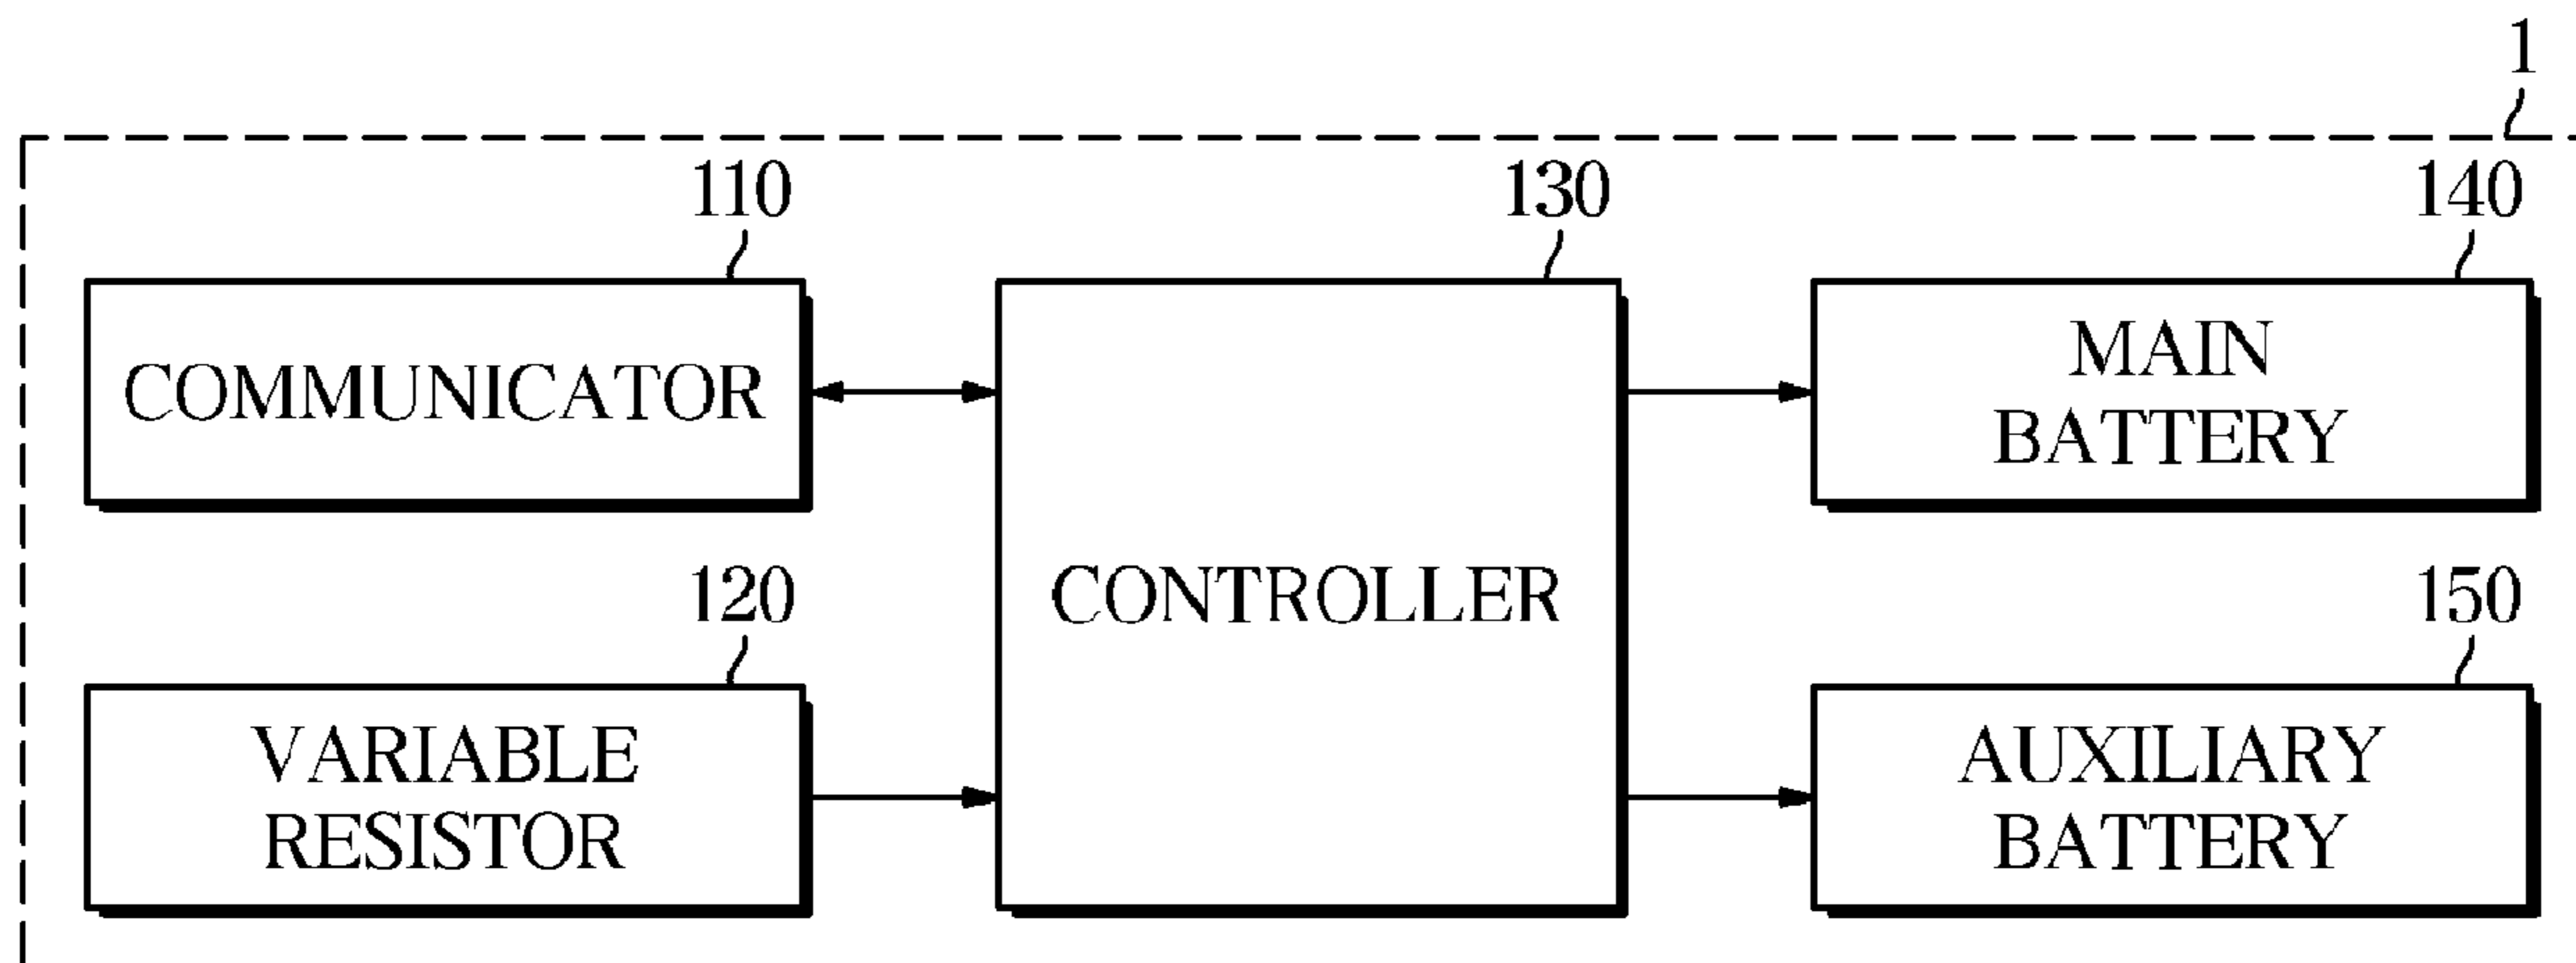 1
110
130
140
COMMUNICATOR
CONTROLLER
MAIN
BATTERY
120
150
VARIABLE
RESISTOR
AUXILIARY
BATTERY